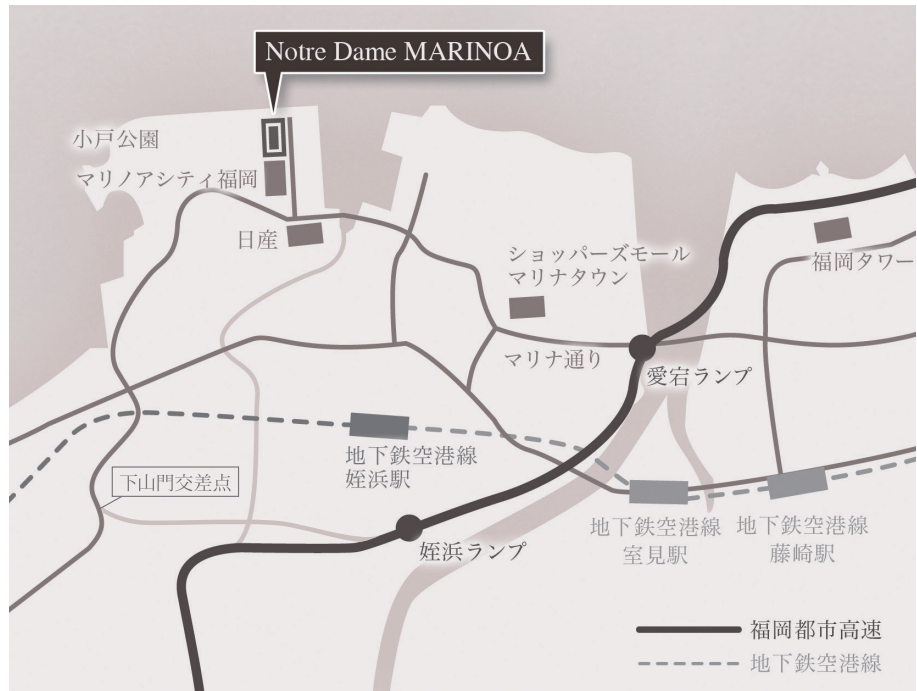 Notre Dame MARINOA
小戸公園
マリノアシティ福岡
日産
ショッパーズモール
マリナタウン
福岡タワー
マリナ通り
愛宕ランプ
地下鉄空港線
姪浜駅
下山門交差点
姪浜ランプ
地下鉄空港線
室見駅
地下鉄空港線
藤崎駅
福岡都市高速
地下鉄空港線